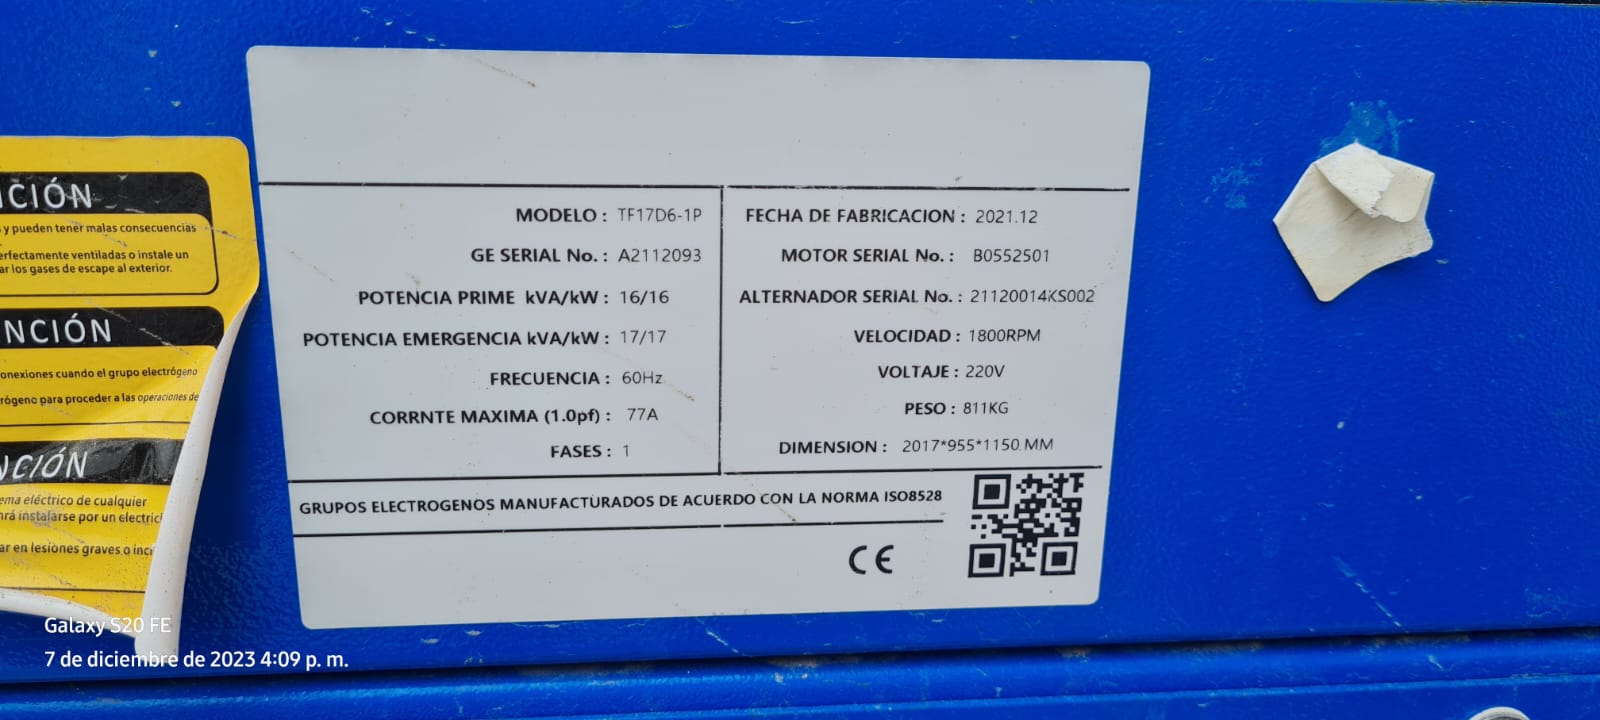 CIÓN
s y pueden tener malas consecuencias
erfectamente ventiladas o instale un
ar los gases de escape al exterior.
NCIÓN
onexiones cuando el grupo electrógeno
rógeno para proceder a las operaciones de
NCIÓN
ema eléctrico de cualquier
rá instalarse por un electrici
ar en lesiones graves o inc
MODELO : TF17D6-1P
GE SERIAL No. : A2112093
POTENCIA PRIME kVA/kW : 16/16
POTENCIA EMERGENCIA kVA/kW : 17/17
FRECUENCIA : 60Hz
CORRNTE MAXIMA (1.0pf) : 77A
FASES : 1
FECHA DE FABRICACION : 2021.12
MOTOR SERIAL No. : B0552501
ALTERNADOR SERIAL No. : 21120014KS002
VELOCIDAD : 1800RPM
VOLTAJE : 220V
PESO : 811KG
DIMENSION : 2017*955*1150 MM
GRUPOS ELECTROGENOS MANUFACTURADOS DE ACUERDO CON LA NORMA ISO8528
CE
Galaxy S20 FE
7 de diciembre de 2023 4:09 p. m.